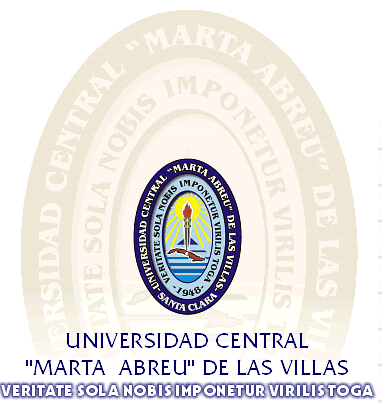 UNIVERSIDAD CENTRAL "MARTA ABREU" DE LAS VILLAS
VERITATE SOLA NOBIS IMPONETUR VIRILIS TOGA
UNIVERSIDAD CENTRAL "MARTA ABREU" DE LAS VILLAS
VERITATE SOLA NOBIS IMPONETUR VIRILIS TOGA
-1948-
-SANTA CLARA-
UNIVERSIDAD CENTRAL
"MARTA ABREU" DE LAS VILLAS
VERITATE SOLA NOBIS IMPONETUR VIRILIS TOGA